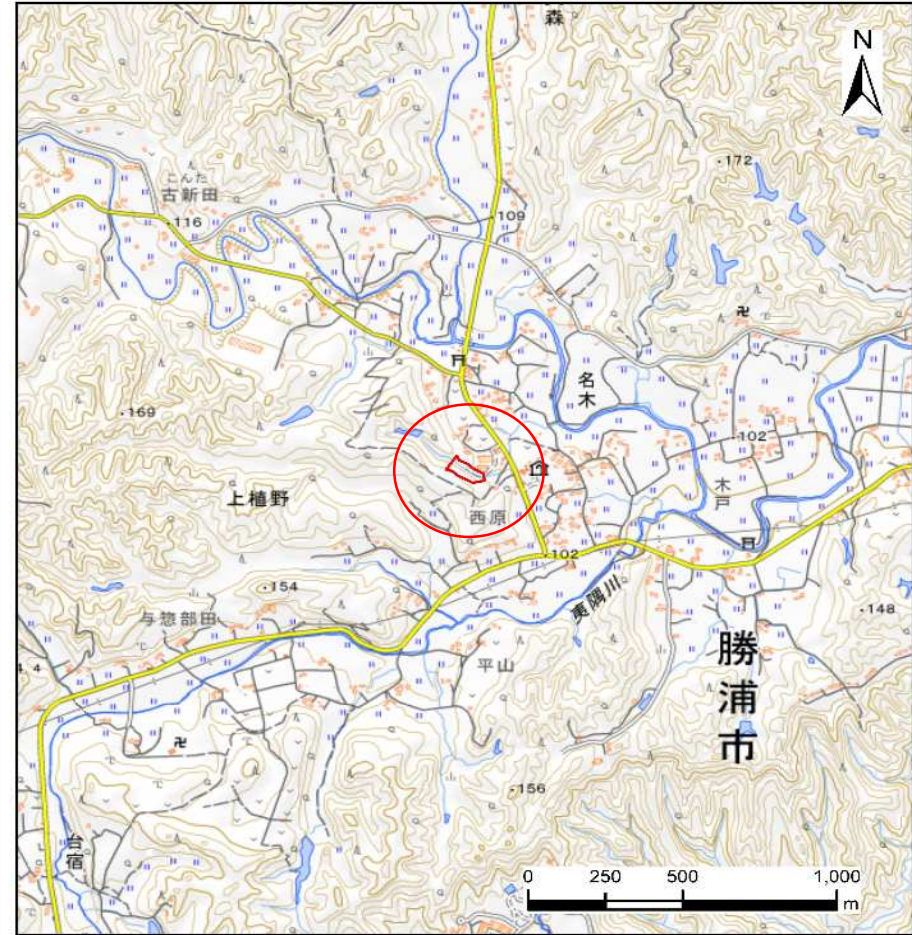 森
N
・172
こんた
古新田
・116
・109
卍
名木
・169
・102
上植野
木戸
西原
・102
・154
夷隅川
・148
与惣部田
平山
勝浦市
卍
・156
台宿
0 250 500 1,000
m